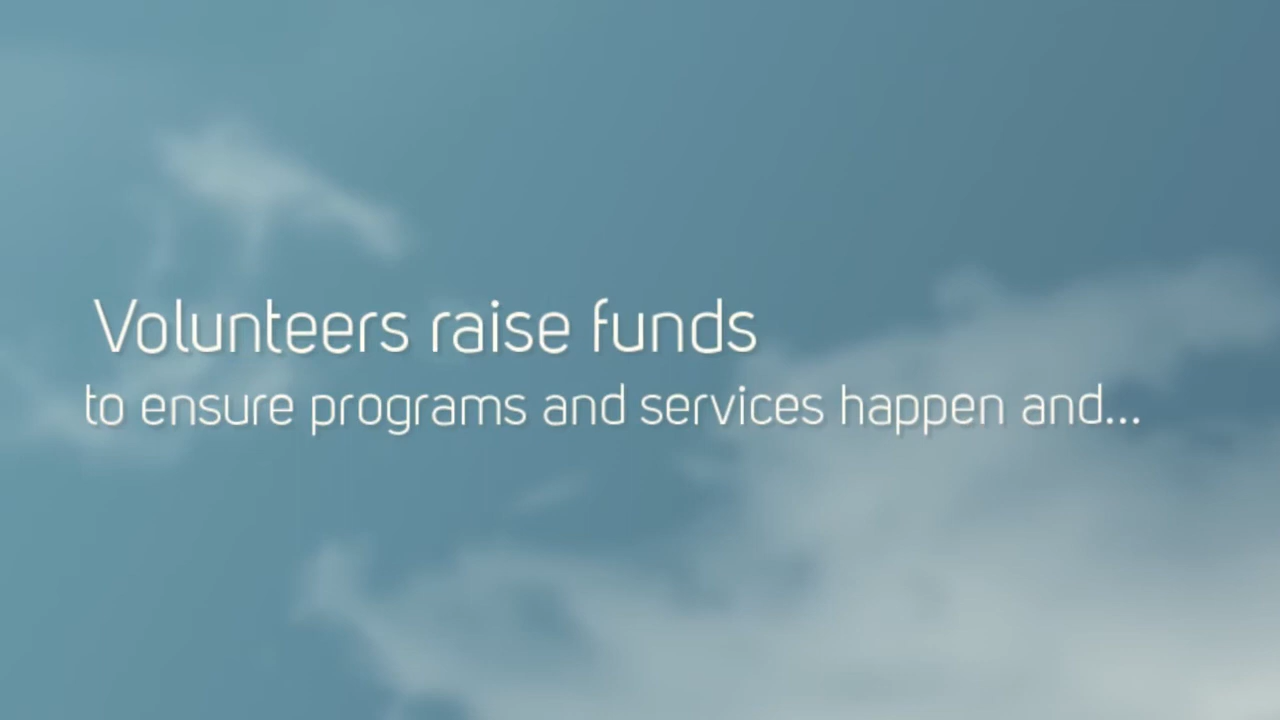 Volunteers raise funds
to ensure programs and services happen and...